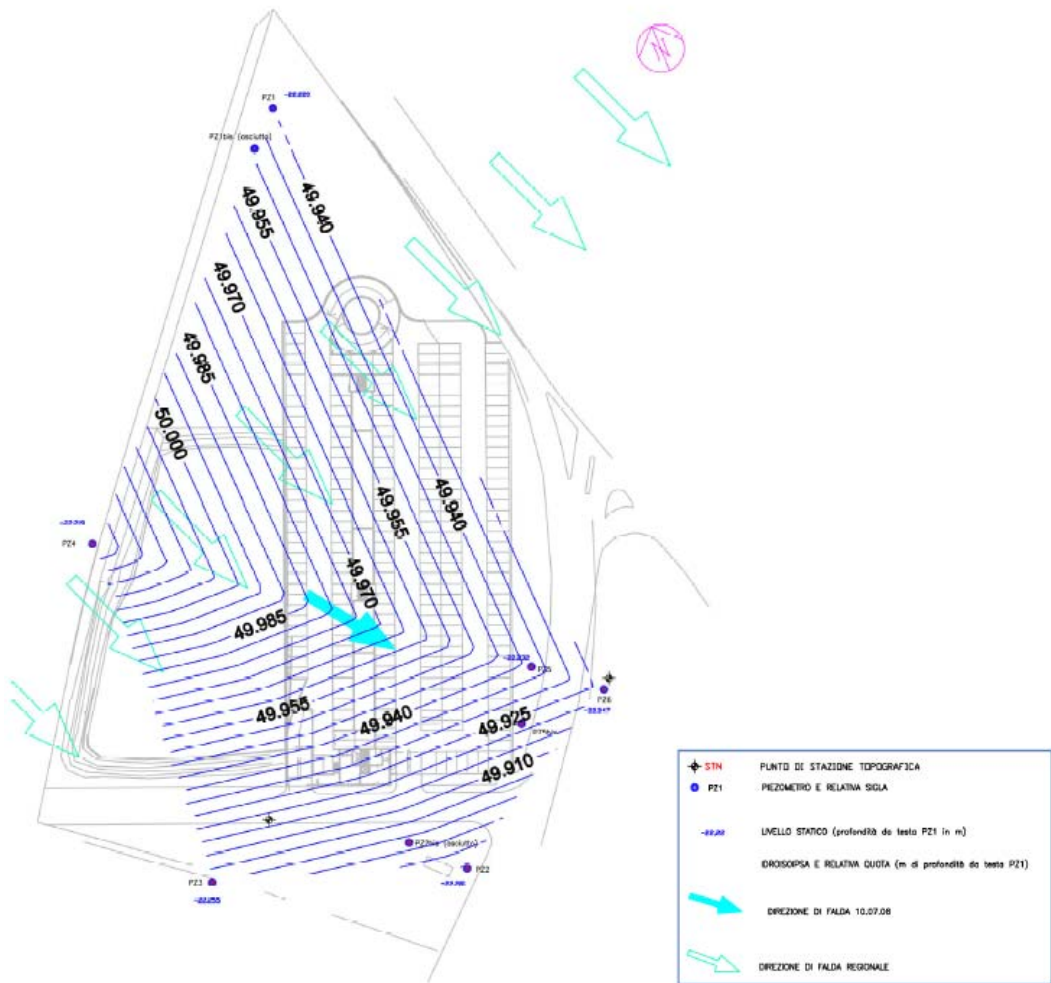 N
PZ1
PZ1bis (asciutto)
49.940
49.955
49.970
49.985
50.000
PZ4
49.940
49.955
49.970
49.985
PZ5
PZ6
49.955
49.940
49.925
49.910
PZ2bis (asciutto)
PZ2
PZ3
-22.255
STN PUNTO DI STAZIONE TOPOGRAFICA
PZ1 PIEZOMETRO E RELATIVA SIGLA
LIVELLO STATICO (profondità da testa PZ1 in m)
IDROISOIPSA E RELATIVA QUOTA (m di profondità da testa PZ1)
DIREZIONE DI FALDA 10.07.08
DIREZIONE DI FALDA REGIONALE